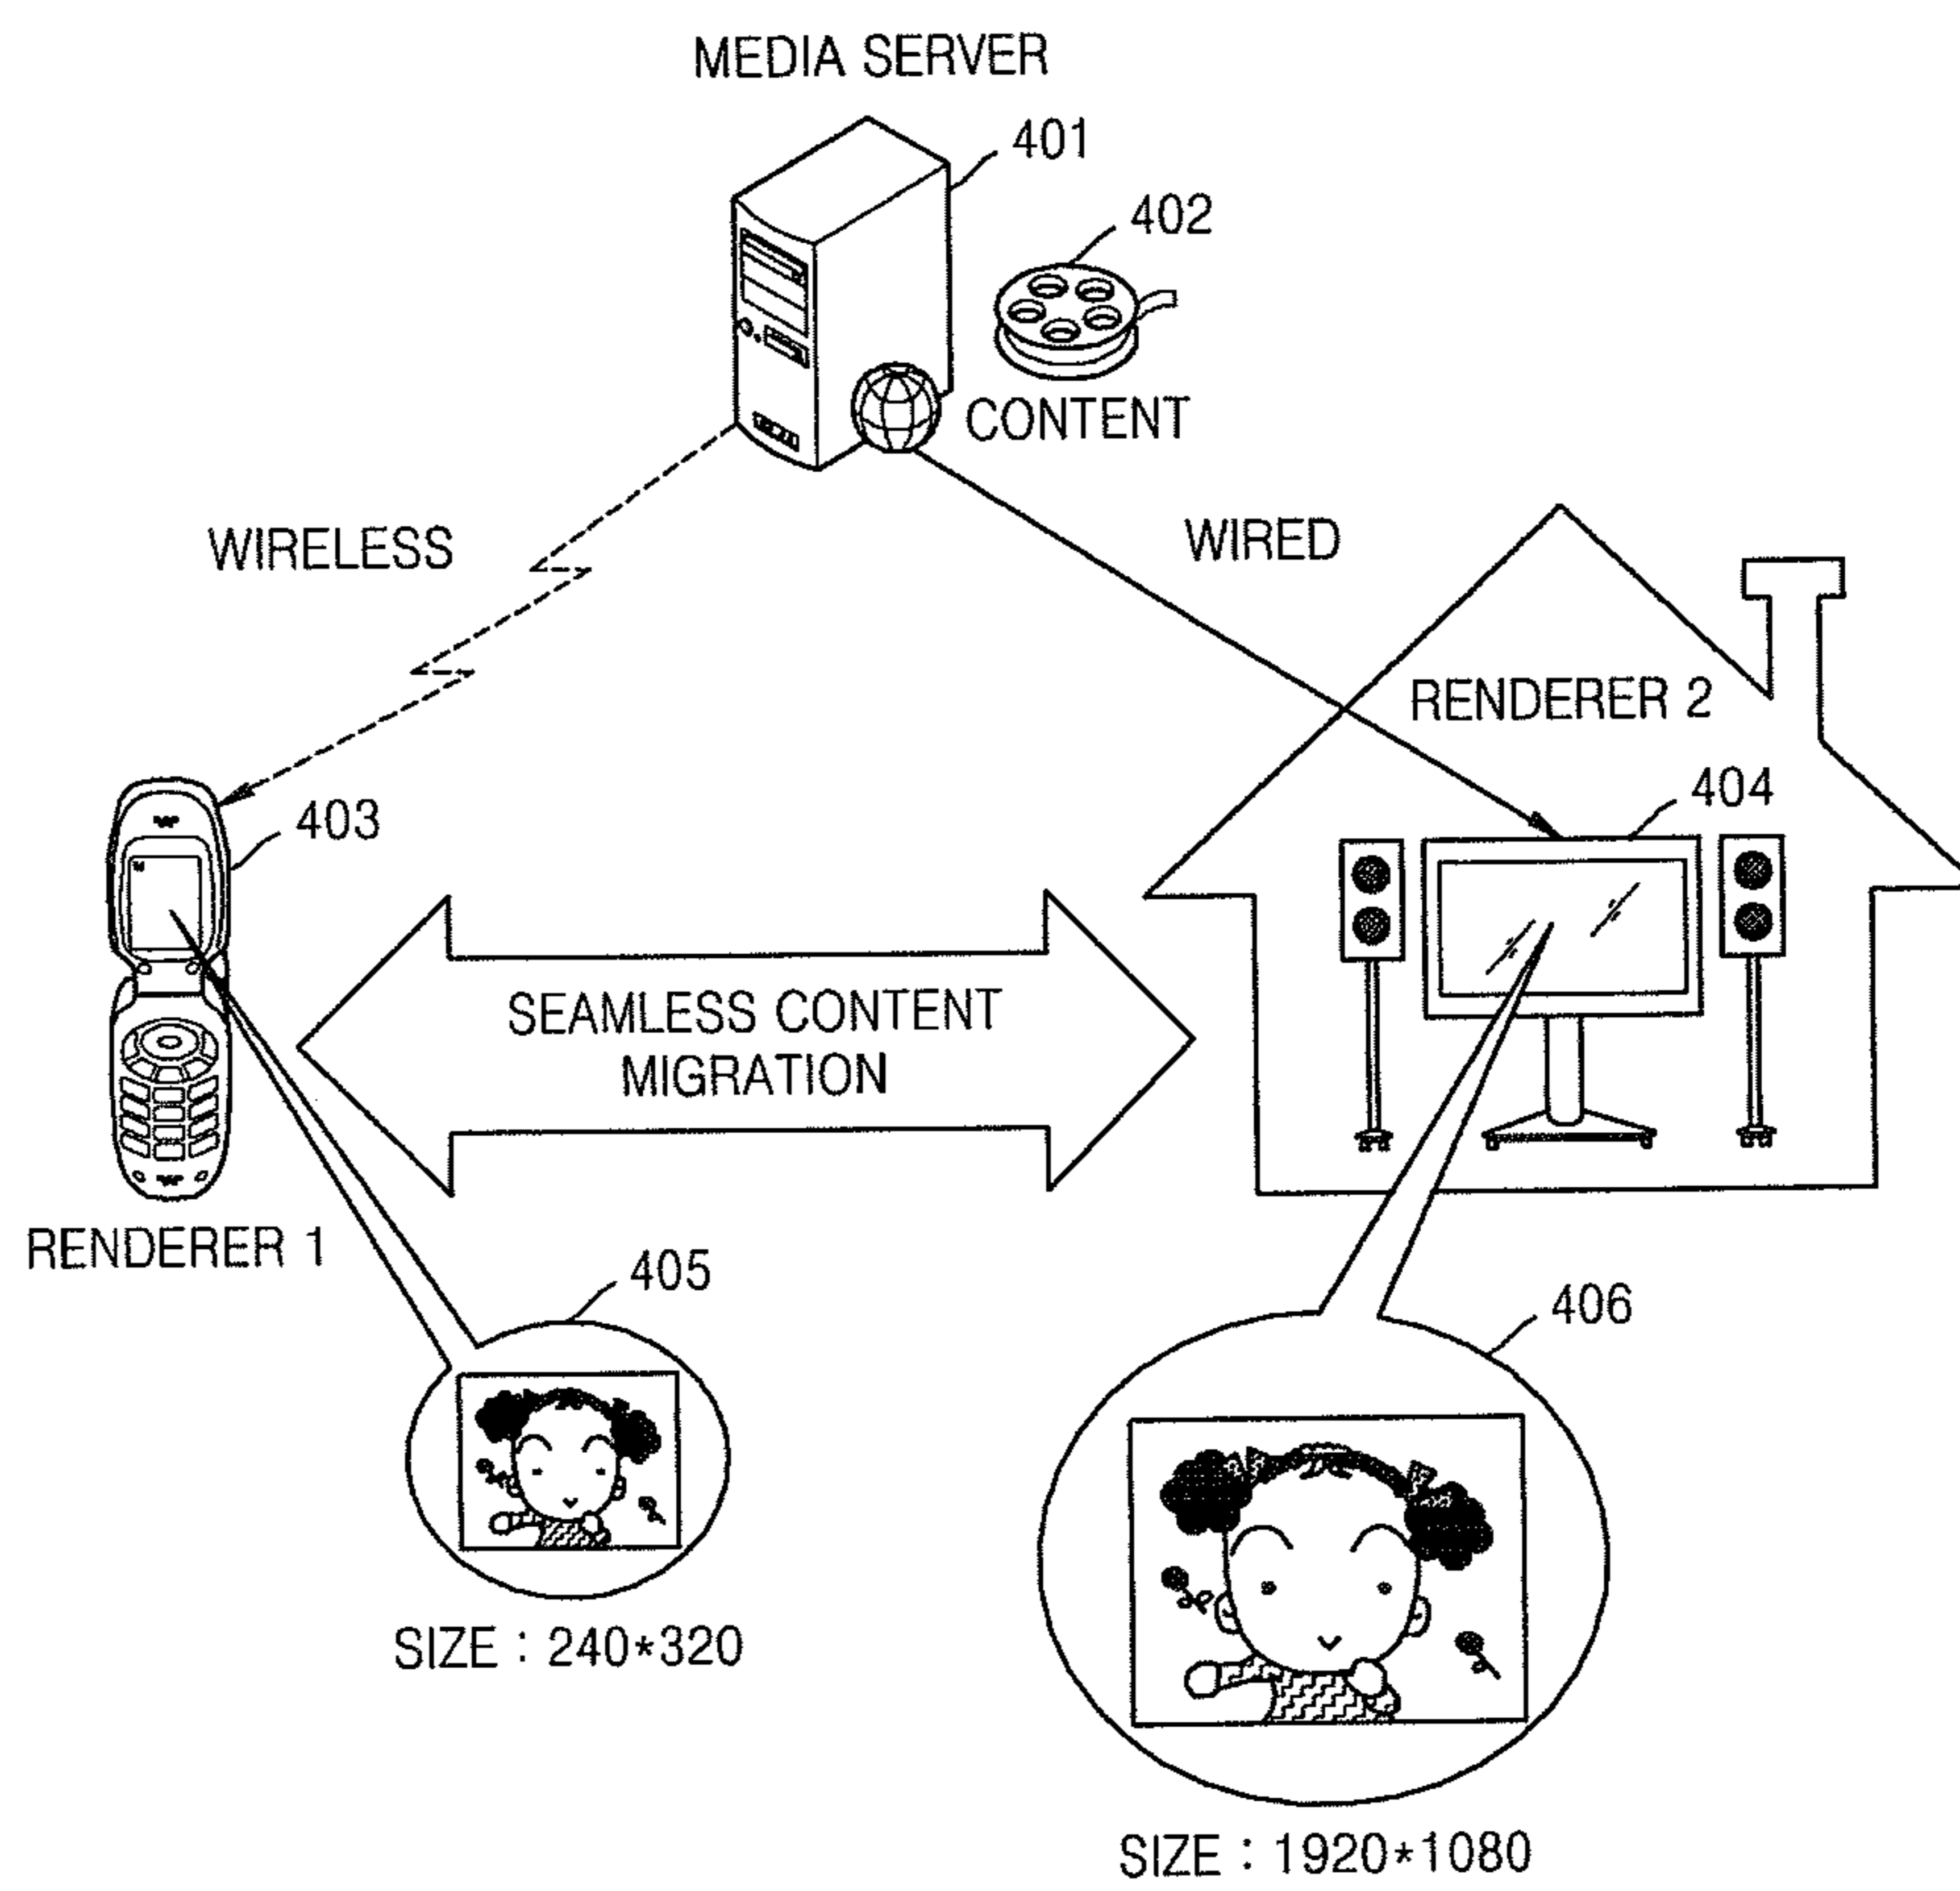 MEDIA SERVER
401
402
CONTENT
WIRELESS
WIRED
RENDERER 2
404
403
SEAMLESS CONTENT
MIGRATION
RENDERER 1
405
406
SIZE : 240*320
SIZE : 1920*1080